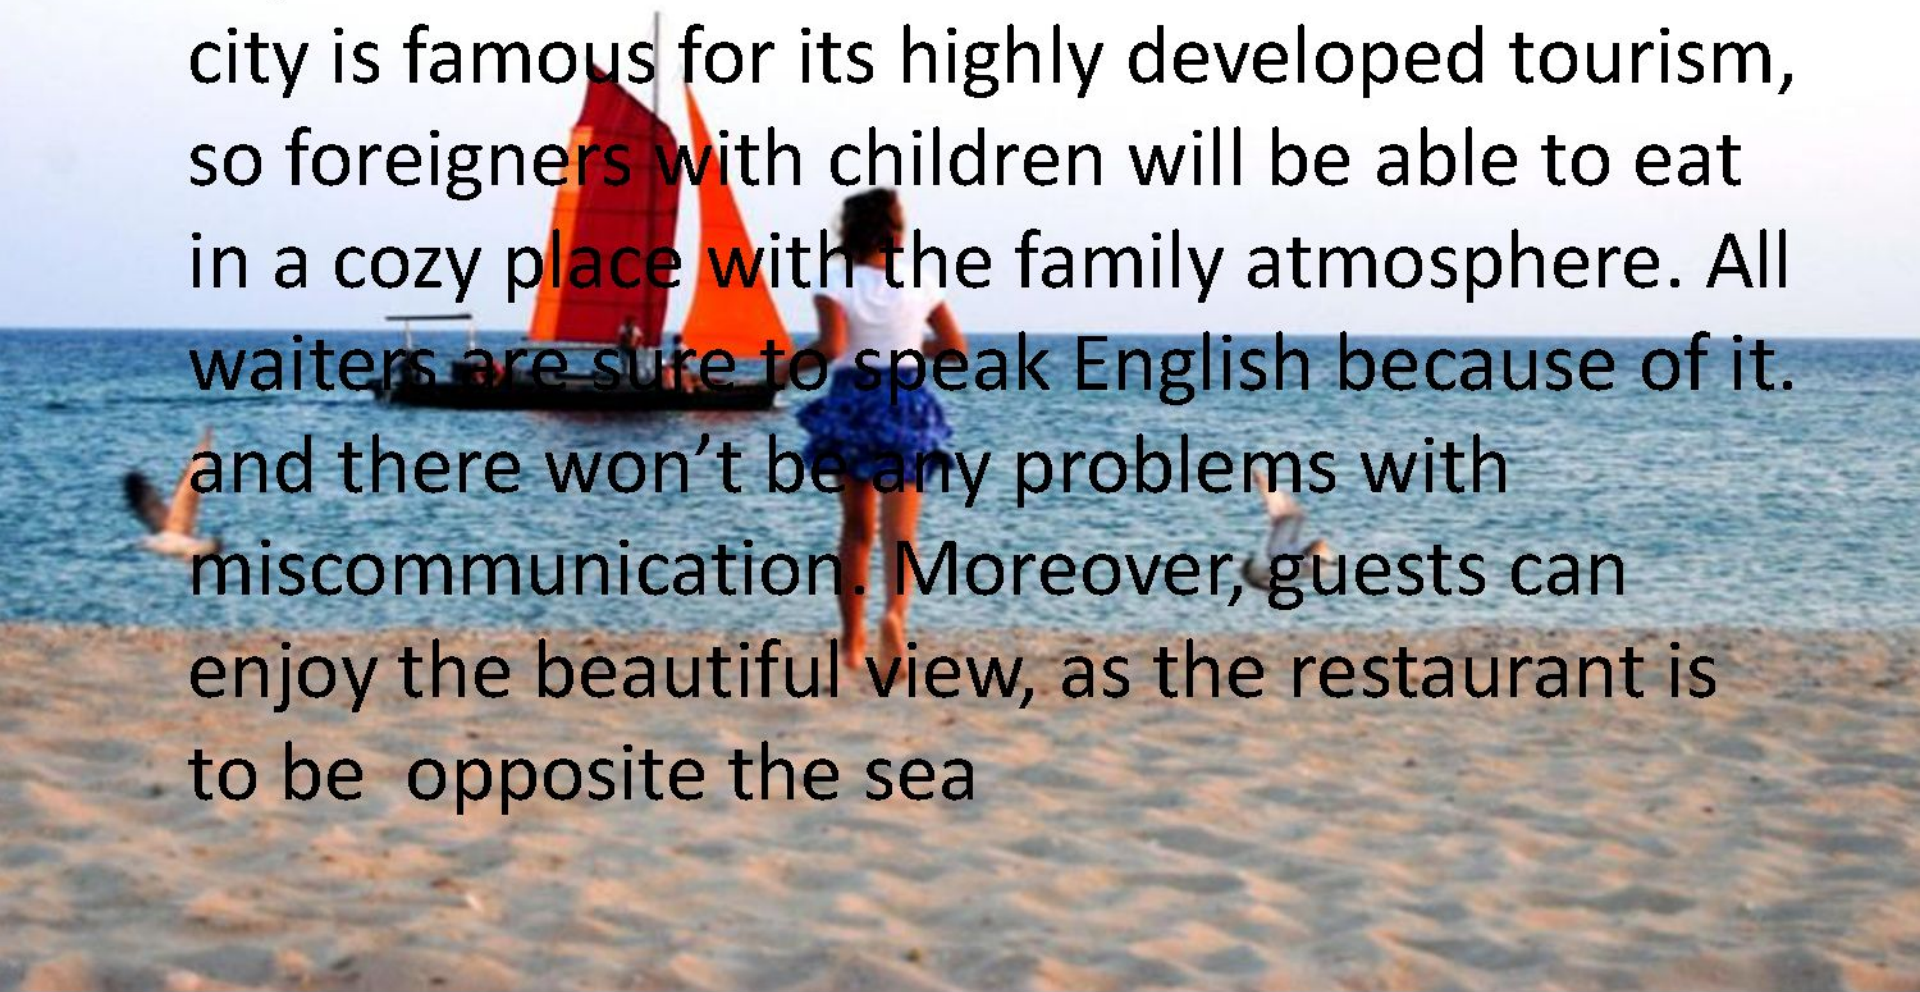 city is famous for its highly developed tourism,
so foreigners with children will be able to eat
in a cozy place with the family atmosphere. All
waiters are sure to speak English because of it.
and there won’t be any problems with
miscommunication. Moreover, guests can
enjoy the beautiful view, as the restaurant is
to be  opposite the sea